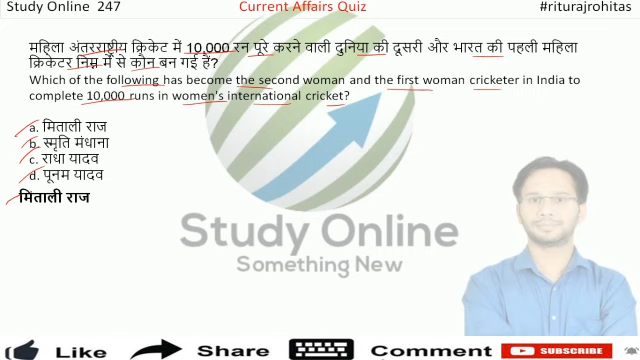 Study Online 247
Current Affairs Quiz
#riturajrohitas
महिला अंतरराष्ट्रीय क्रिकेट में 10,000 रन पूरे करने वाली दुनिया की दूसरी और भारत की पहली महिला
क्रिकेटर निम्न में से कौन बन गई हैं?
Which of the following has become the second woman and the first woman cricketer in India to
complete 10,000 runs in women's international cricket?
a. मिताली राज
b. स्मृति मंधाना
c. राधा यादव
d. पूनम यादव
मिताली राज
Study Online
Something New
Like
Share
Comment
SUBSCRIBE